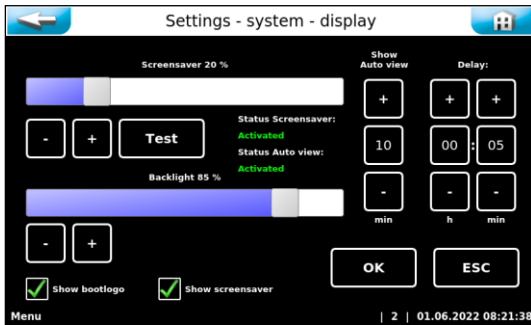 Settings - system - display
Screensaver 20 %
Show
Auto view
Delay:
+
+
+
-
+
Test
Status Screensaver:
Activated
Status Auto view:
Activated
10
00
:
05
Backlight 85 %
-
-
-
min
h
min
-
+
OK
ESC
Show bootlogo
Show screensaver
Menu
| 2 | 01.06.2022 08:21:38